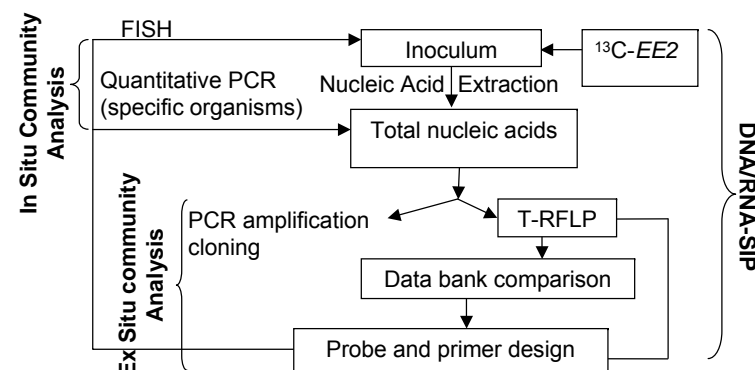 FISH
Inoculum
¹³C-EE2
Quantitative PCR
(specific organisms)
Nucleic Acid Extraction
Total nucleic acids
In Situ Community
Analysis
DNA/RNA-SIP
PCR amplification
cloning
T-RFLP
Data bank comparison
Ex Situ community
Analysis
Probe and primer design